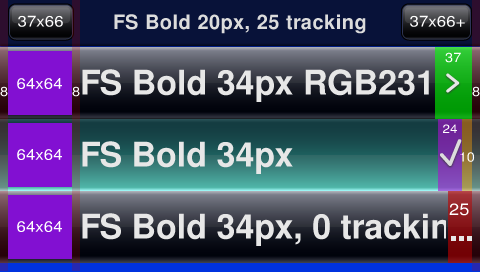 37x66 FS Bold 20px, 25 tracking 37x66+
8 64x64 8 FS Bold 34px RGB231 37 > 8
64x64 FS Bold 34px 24 10
64x64 FS Bold 34px, 0 trackin 25 ...